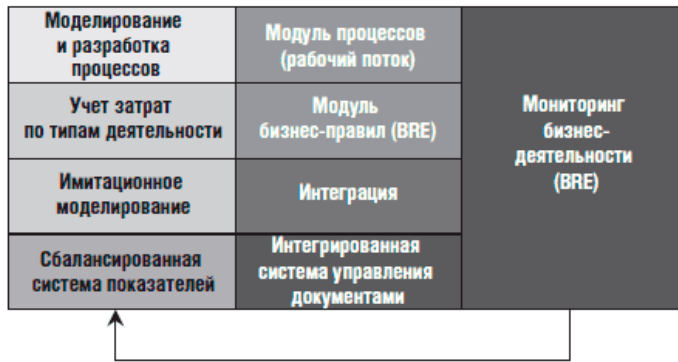 Моделирование
и разработка
процессов
Модуль процессов
(рабочий поток)
Учет затрат
по типам деятельности
Модуль
бизнес-правил (BRE)
Мониторинг
бизнес-
деятельности
(BRE)
Имитационное
моделирование
Интеграция
Сбалансированная
система показателей
Интегрированная
система управления
документами